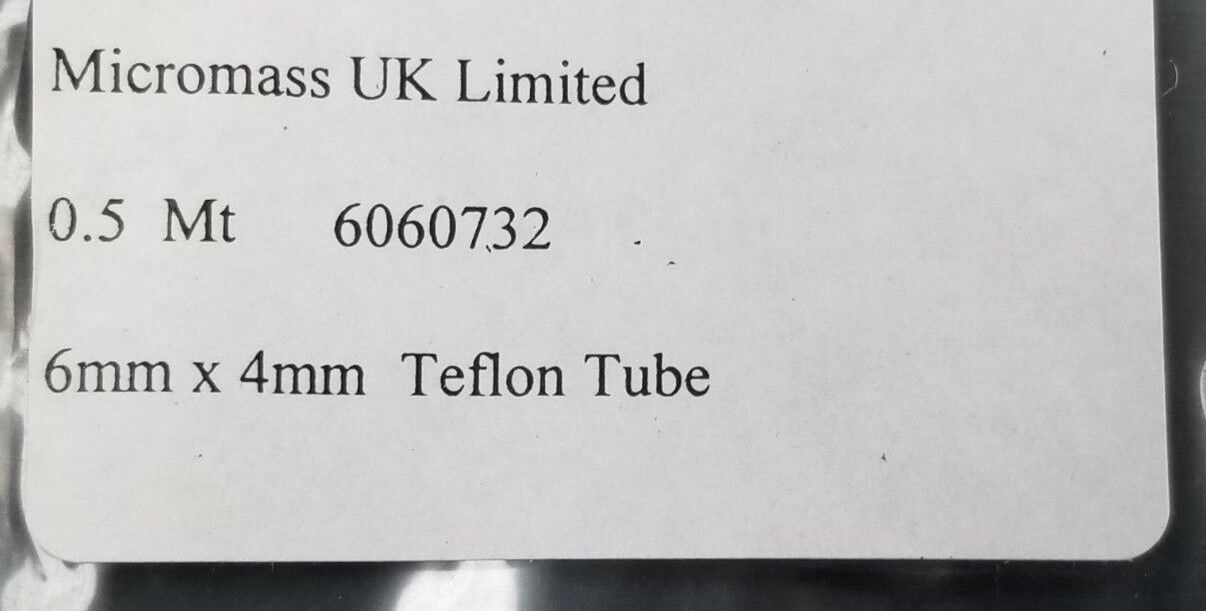 Micromass UK Limited
0.5 Mt 6060732
6mm x 4mm Teflon Tube